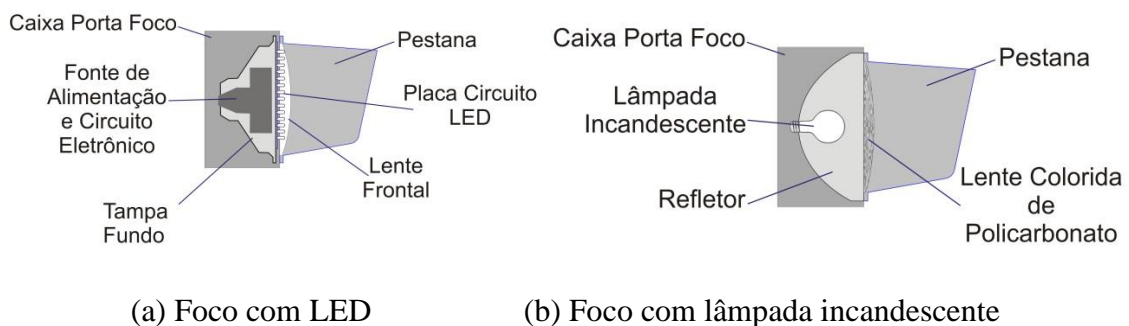 Caixa Porta Foco
Pestana
Fonte de
Alimentação
e Circuito
Eletrônico
Placa Circuito
LED
Lente
Frontal
Tampa
Fundo
Caixa Porta Foco
Pestana
Lâmpada
Incandescente
Refletor
Lente Colorida
de
Policarbonato
(a) Foco com LED
(b) Foco com lâmpada incandescente